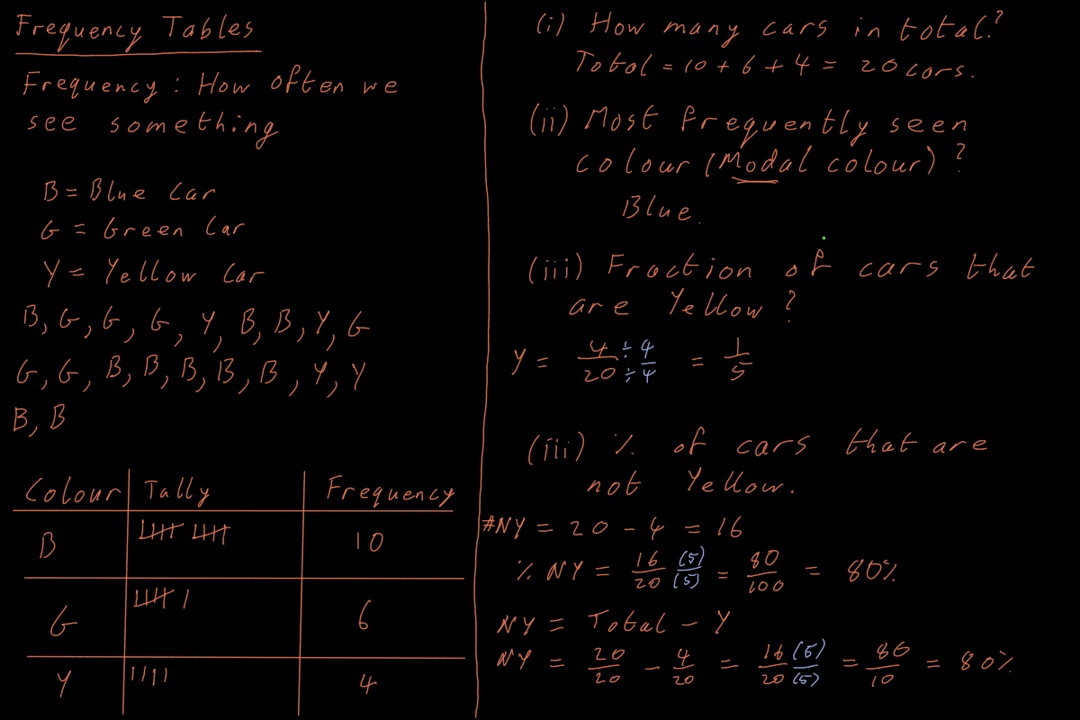 Frequency Tables
Frequency: How often we
see something
B = Blue Car
G = Green Car
Y = Yellow Car
B, G, G, G, Y, B, B, Y, G
G, G, B, B, B, B, B, Y, Y
B, B
Colour Tally Frequency
B 10
G 6
Y 4
(i) How many cars in total?
Total = 10 + 6 + 4 = 20 cars.
(ii) Most frequently seen
colour (Modal colour)?
Blue.
(iii) Fraction of cars that
are Yellow?
Y = 4/20 ÷4/÷4 = 1/5
(iii) % of cars that are
not Yellow.
#NY = 20 - 4 = 16
% NY = 16/20 (5)/(5) = 80/100 = 80%
NY = Total - Y
NY = 20/20 - 4/20 = 16/20 (5)/(5) = 80/10 = 80%